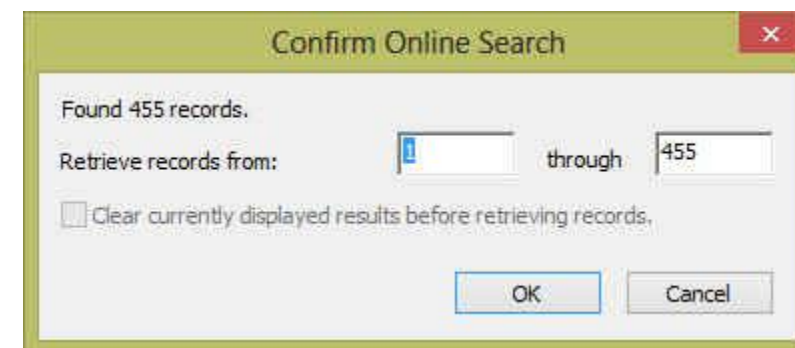 Confirm Online Search
Found 455 records.
Retrieve records from: 1 through 455
Clear currently displayed results before retrieving records.
OK Cancel